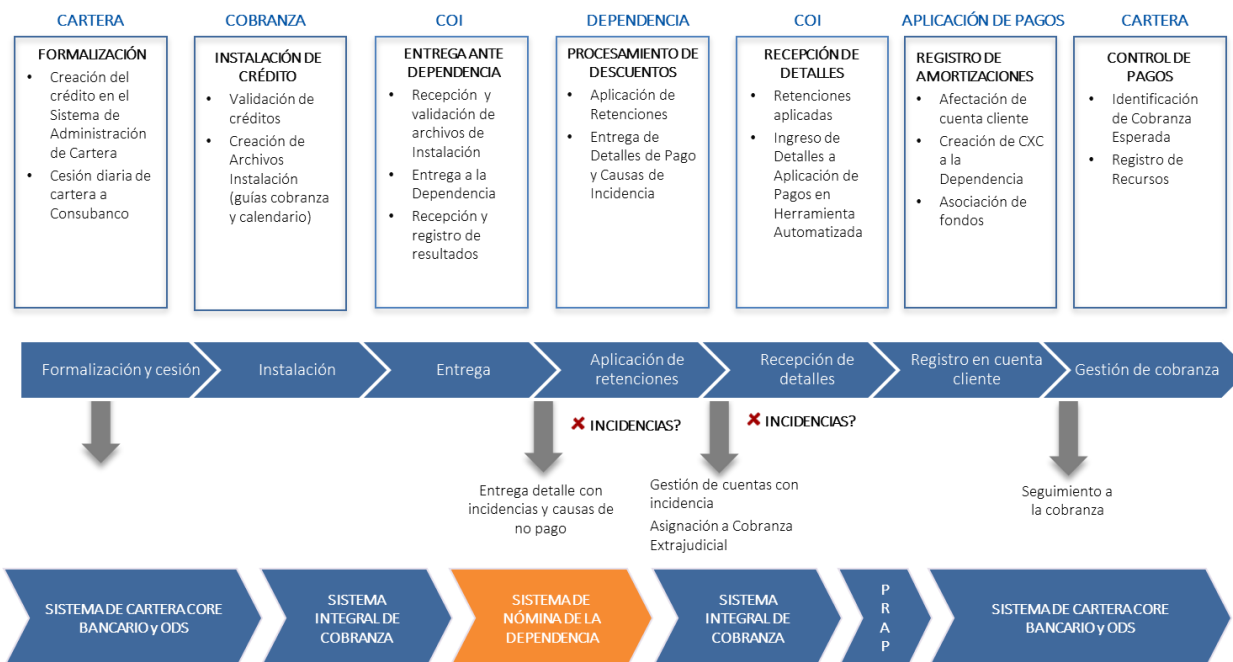 CARTERA
COBRANZA
COI
DEPENDENCIA
COI
APLICACIÓN DE PAGOS
CARTERA
FORMALIZACIÓN
• Creación del
crédito en el
Sistema de
Administración
de Cartera
• Cesión diaria de
cartera a
Consubanco
INSTALACIÓN DE
CRÉDITO
• Validación de
créditos
• Creación de
Archivos
Instalación
(guías cobranza
y calendario)
ENTREGA ANTE
DEPENDENCIA
• Recepción y
validación de
archivos de
Instalación
• Entrega a la
Dependencia
• Recepción y
registro de
resultados
PROCESAMIENTO DE
DESCUENTOS
• Aplicación de
Retenciones
• Entrega de
Detalles de Pago
y Causas de
Incidencia
RECEPCIÓN DE
DETALLES
• Retenciones
aplicadas
• Ingreso de
Detalles a
Aplicación de
Pagos en
Herramienta
Automatizada
REGISTRO DE
AMORTIZACIONES
• Afectación de
cuenta cliente
• Creación de CXC
a la
Dependencia
• Asociación de
fondos
CONTROL DE
PAGOS
• Identificación
de Cobranza
Esperada
• Registro de
Recursos
Formalización y cesión
Instalación
Entrega
Aplicación de
retenciones
Recepción de
detalles
Registro en cuenta
cliente
Gestión de cobranza
INCIDENCIAS?
INCIDENCIAS?
Entrega detalle con
incidencias y causas de
no pago
Gestión de cuentas con
incidencia
Asignación a Cobranza
Extrajudicial
Seguimiento a
la cobranza
SISTEMA DE CARTERA CORE
BANCARIO y ODS
SISTEMA
INTEGRAL DE
COBRANZA
SISTEMA DE
NÓMINA DE LA
DEPENDENCIA
SISTEMA
INTEGRAL DE
COBRANZA
P
R
A
P
SISTEMA DE CARTERA CORE
BANCARIO y ODS